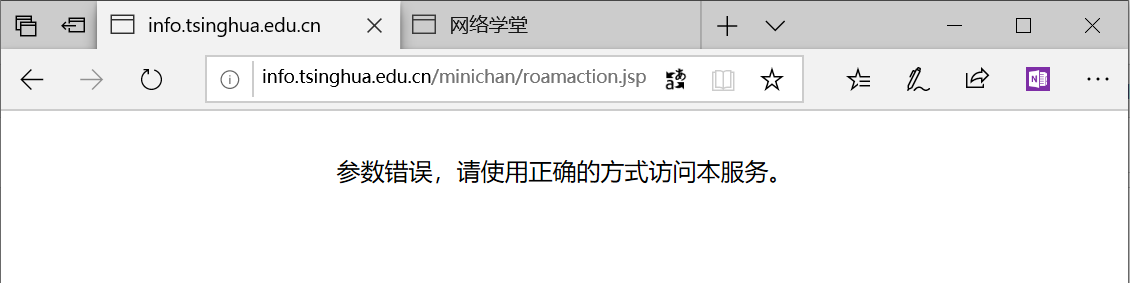 info.tsinghua.edu.cn
网络学堂
info.tsinghua.edu.cn/minichan/roamaction.jsp
参数错误，请使用正确的方式访问本服务。